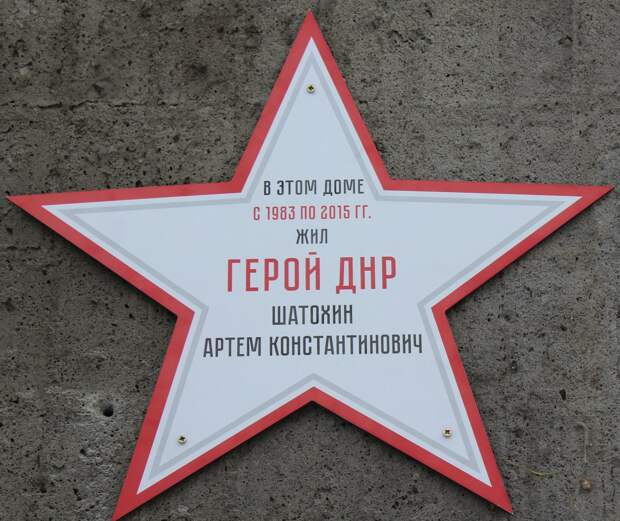 В ЭТОМ ДОМЕ
С 1983 ПО 2015 ГГ.
ЖИЛ
ГЕРОЙ ДНР
ШАТОХИН
АРТЕМ КОНСТАНТИНОВИЧ